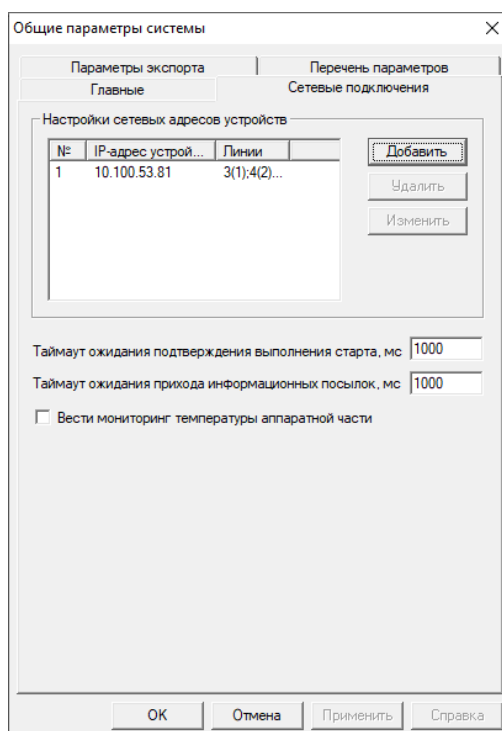 Общие параметры системы
Параметры экспорта
Перечень параметров
Главные
Сетевые подключения
Настройки сетевых адресов устройств
№ IP-адрес устрой... Линии
1 10.100.53.81 3(1);4(2)...
Добавить
Удалить
Изменить
Таймаут ожидания подтверждения выполнения старта, мс 1000
Таймаут ожидания прихода информационных посылок, мс 1000
Вести мониторинг температуры аппаратной части
ОК Отмена Применить Справка